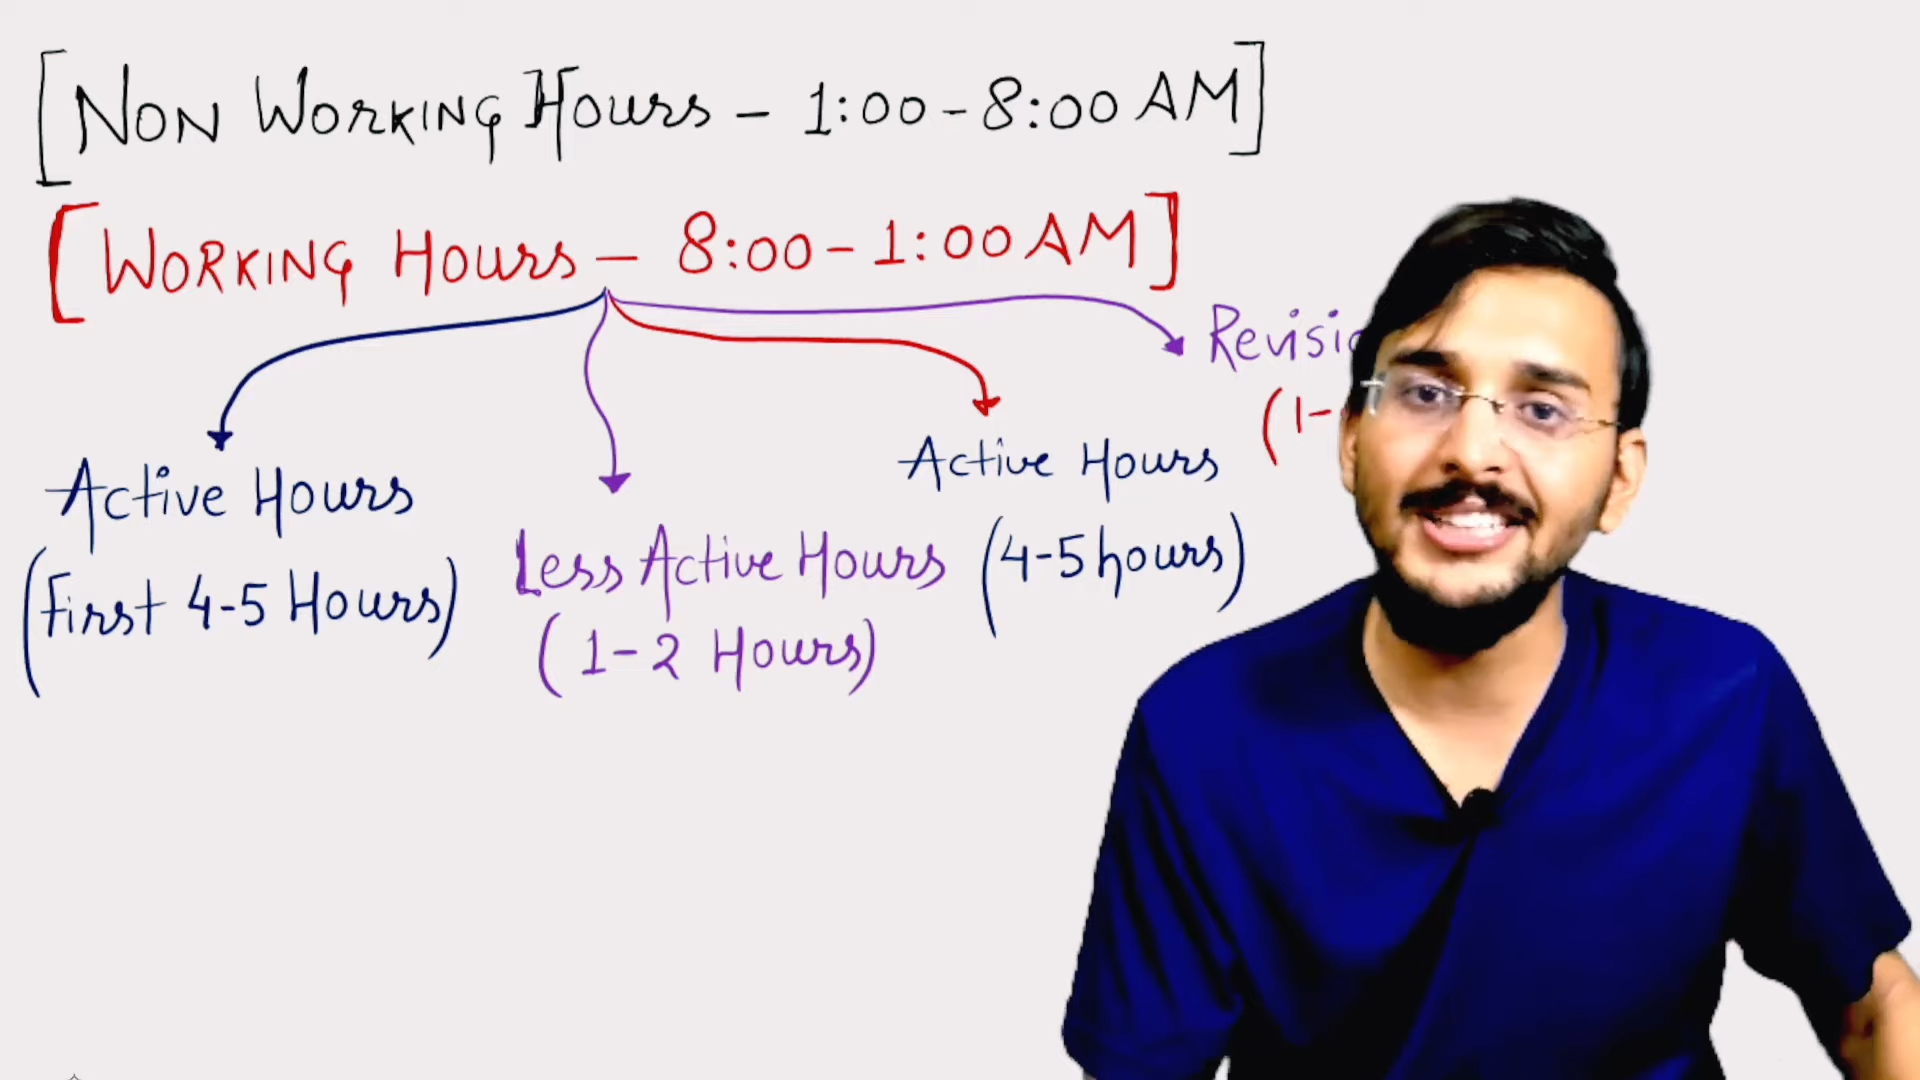 [NON WORKING HOURS - 1:00 - 8:00 AM]
[WORKING HOURS - 8:00 - 1:00 AM]
Active Hours
(First 4-5 Hours)
Less Active Hours
(1-2 Hours)
Active Hours
(4-5 hours)
(1-